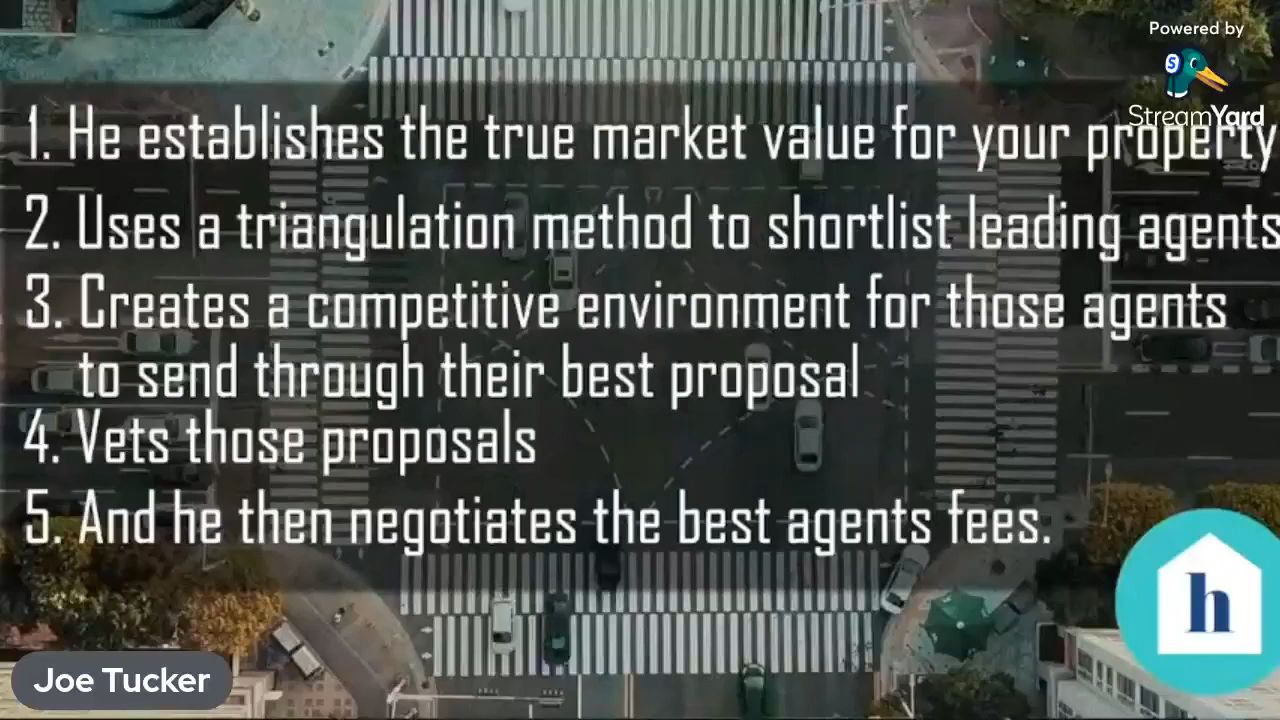 Powered by
StreamYard
1. He establishes the true market value for your property
2. Uses a triangulation method to shortlist leading agents
3. Creates a competitive environment for those agents
to send through their best proposal
4. Vets those proposals
5. And he then negotiates the best agents fees.
h
Joe Tucker